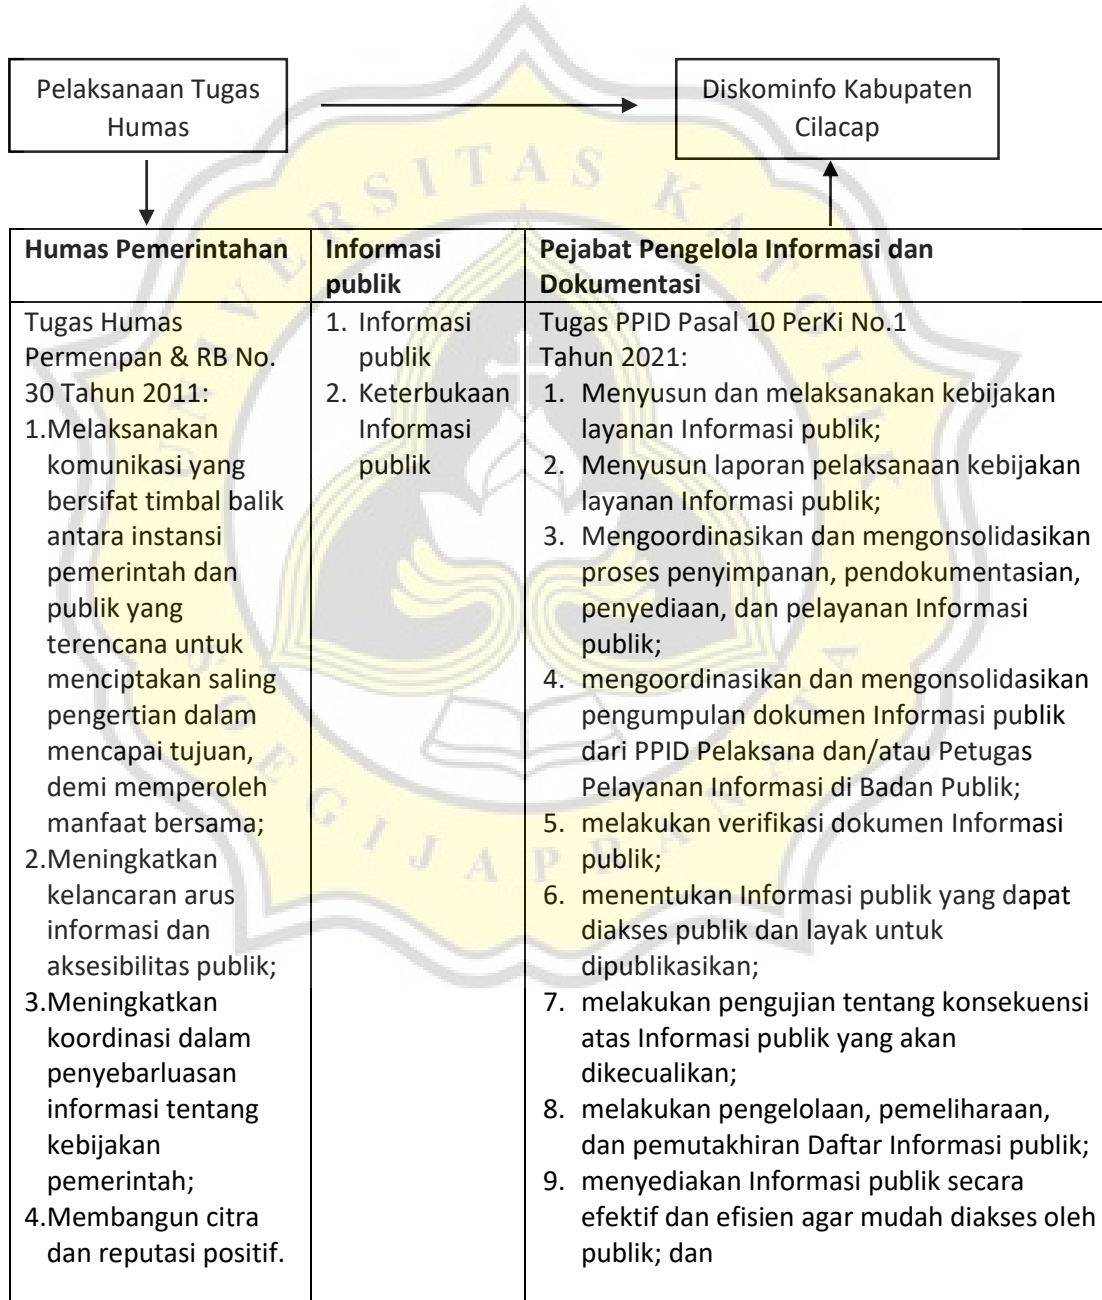 Pelaksanaan Tugas
Humas
Diskominfo Kabupaten
Cilacap
Humas Pemerintahan
Informasi
publik
Pejabat Pengelola Informasi dan
Dokumentasi
Tugas Humas
Permenpan & RB No.
30 Tahun 2011:
1.Melaksanakan
komunikasi yang
bersifat timbal balik
antara instansi
pemerintah dan
publik yang
terencana untuk
menciptakan saling
pengertian dalam
mencapai tujuan,
demi memperoleh
manfaat bersama;
2.Meningkatkan
kelancaran arus
informasi dan
aksesibilitas publik;
3.Meningkatkan
koordinasi dalam
penyebarluasan
informasi tentang
kebijakan
pemerintah;
4.Membangun citra
dan reputasi positif.
1. Informasi
publik
2. Keterbukaan
Informasi
publik
Tugas PPID Pasal 10 PerKi No.1
Tahun 2021:
1. Menyusun dan melaksanakan kebijakan
layanan Informasi publik;
2. Menyusun laporan pelaksanaan kebijakan
layanan Informasi publik;
3. Mengoordinasikan dan mengonsolidasikan
proses penyimpanan, pendokumentasian,
penyediaan, dan pelayanan Informasi
publik;
4. mengoordinasikan dan mengonsolidasikan
pengumpulan dokumen Informasi publik
dari PPID Pelaksana dan/atau Petugas
Pelayanan Informasi di Badan Publik;
5. melakukan verifikasi dokumen Informasi
publik;
6. menentukan Informasi publik yang dapat
diakses publik dan layak untuk
dipublikasikan;
7. melakukan pengujian tentang konsekuensi
atas Informasi publik yang akan
dikecualikan;
8. melakukan pengelolaan, pemeliharaan,
dan pemutakhiran Daftar Informasi publik;
9. menyediakan Informasi publik secara
efektif dan efisien agar mudah diakses oleh
publik; dan
UNIVERSITAS KATOLIK
SOEGIJAPRANATA